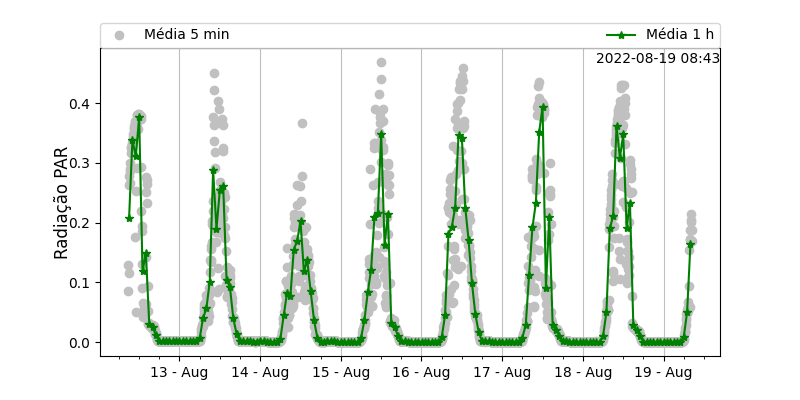 Média 5 min
Média 1 h
2022-08-19 08:43
Radiação PAR
0.4
0.3
0.2
0.1
0.0
13 - Aug
14 - Aug
15 - Aug
16 - Aug
17 - Aug
18 - Aug
19 - Aug